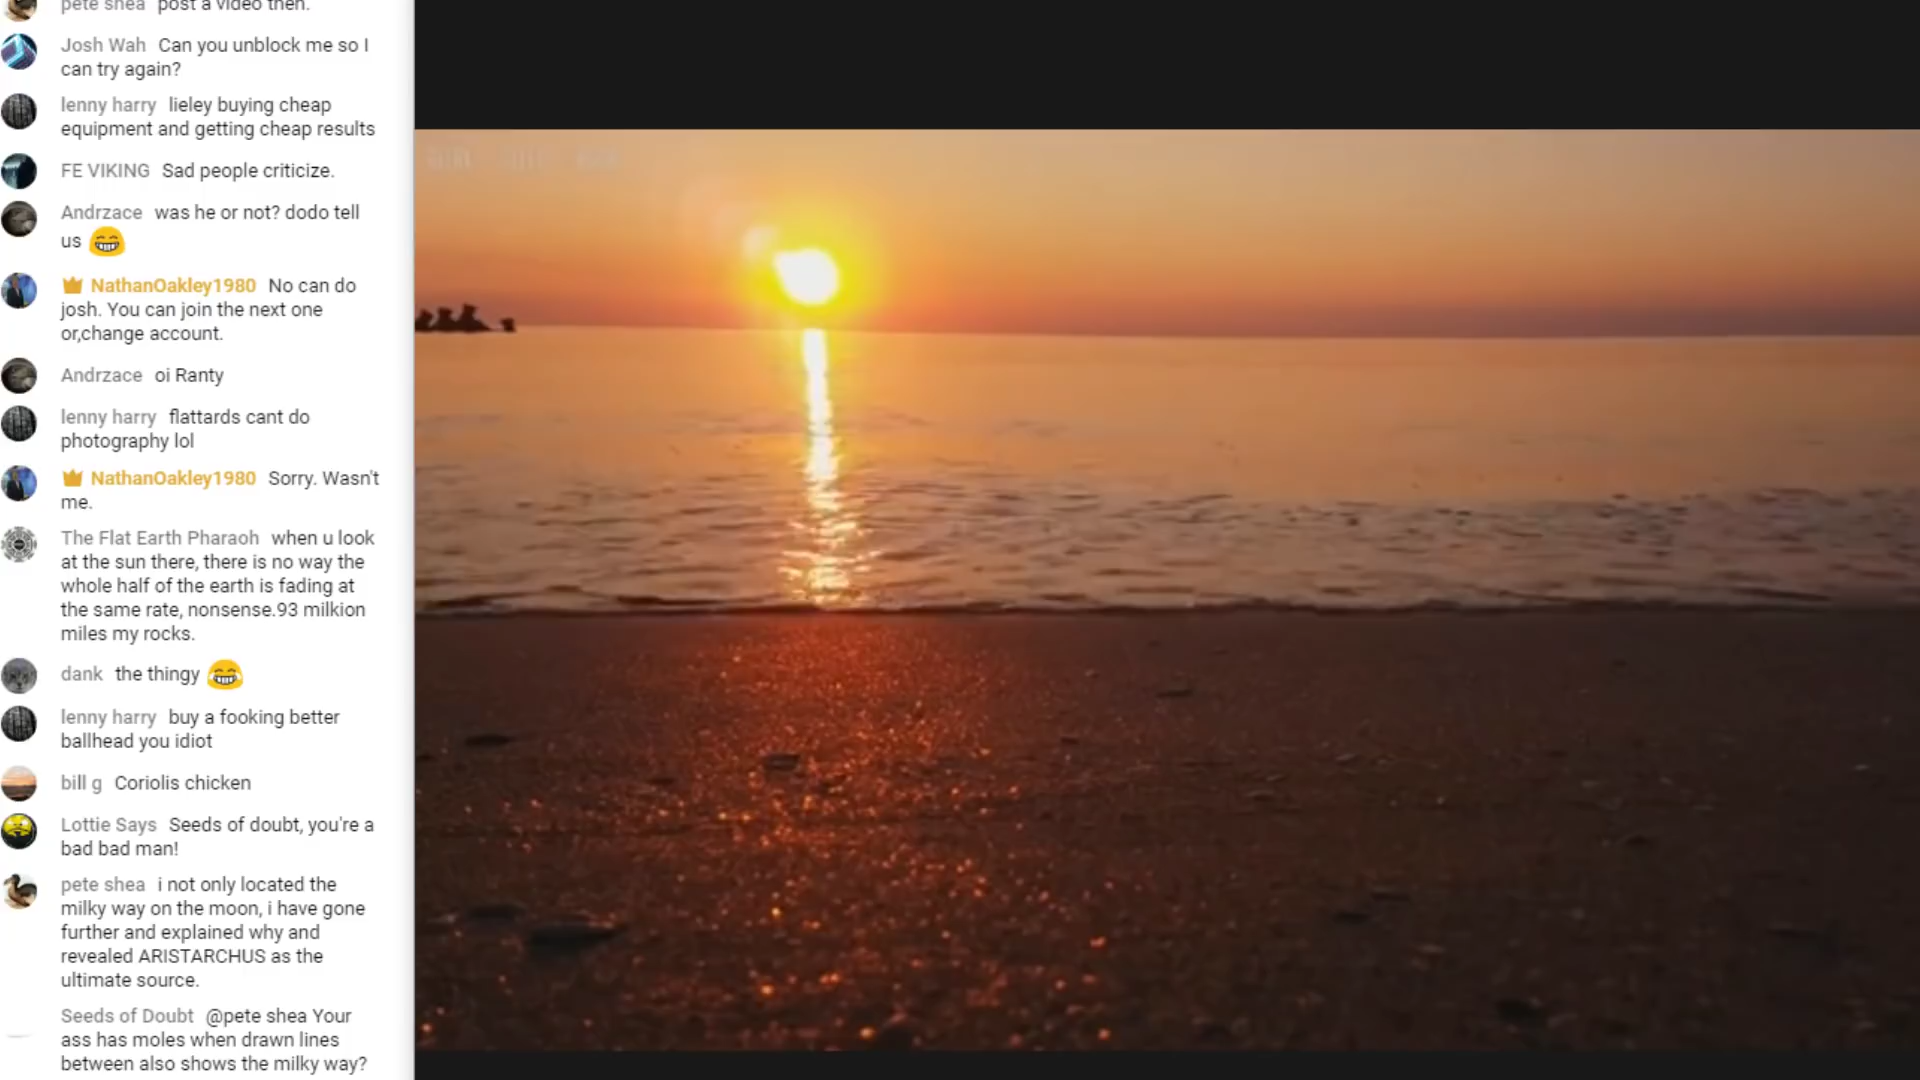 pete shea post a video then.
Josh Wah Can you unblock me so I
can try again?
lenny harry lieley buying cheap
equipment and getting cheap results
FE VIKING Sad people criticize.
Andrzace was he or not? dodo tell
us
NathanOakley1980 No can do
josh. You can join the next one
or,change account.
Andrzace oi Ranty
lenny harry flattards cant do
photography lol
NathanOakley1980 Sorry. Wasn't
me.
The Flat Earth Pharaoh when u look
at the sun there, there is no way the
whole half of the earth is fading at
the same rate, nonsense.93 milkion
miles my rocks.
dank the thingy
lenny harry buy a fooking better
ballhead you idiot
bill g Coriolis chicken
Lottie Says Seeds of doubt, you're a
bad bad man!
pete shea i not only located the
milky way on the moon, i have gone
further and explained why and
revealed ARISTARCHUS as the
ultimate source.
Seeds of Doubt @pete shea Your
ass has moles when drawn lines
between also shows the milky way?